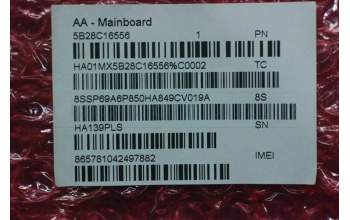 AA - Mainboard
5B28C16556 1 PN
HA01MX5B28C16556%C0002 TC
8SSP69A6P850HA849CV019A 8S
HA139PLS SN
865781042497882 IMEI